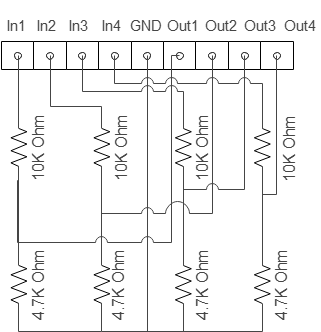 In1 In2 In3 In4 GND Out1 Out2 Out3 Out4
10K Ohm 10K Ohm 10K Ohm 10K Ohm
4.7K Ohm 4.7K Ohm 4.7K Ohm 4.7K Ohm